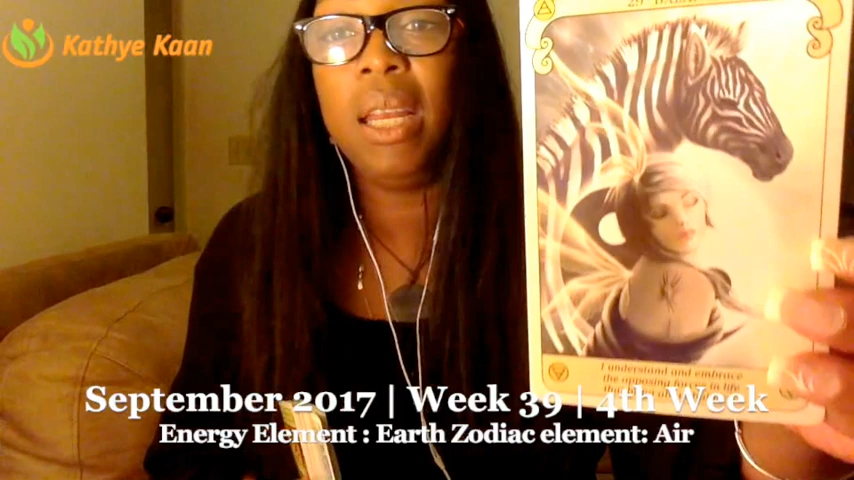 Kathye Kaan
29
I understand and embrace
the opposing in life
September 2017 | Week 39 | 4th Week
Energy Element : Earth Zodiac element: Air